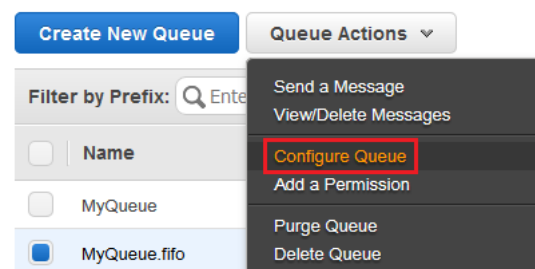 Create New Queue
Queue Actions
Filter by Prefix: Ente
Send a Message
View/Delete Messages
Name
Configure Queue
Add a Permission
MyQueue
Purge Queue
MyQueue.fifo
Delete Queue